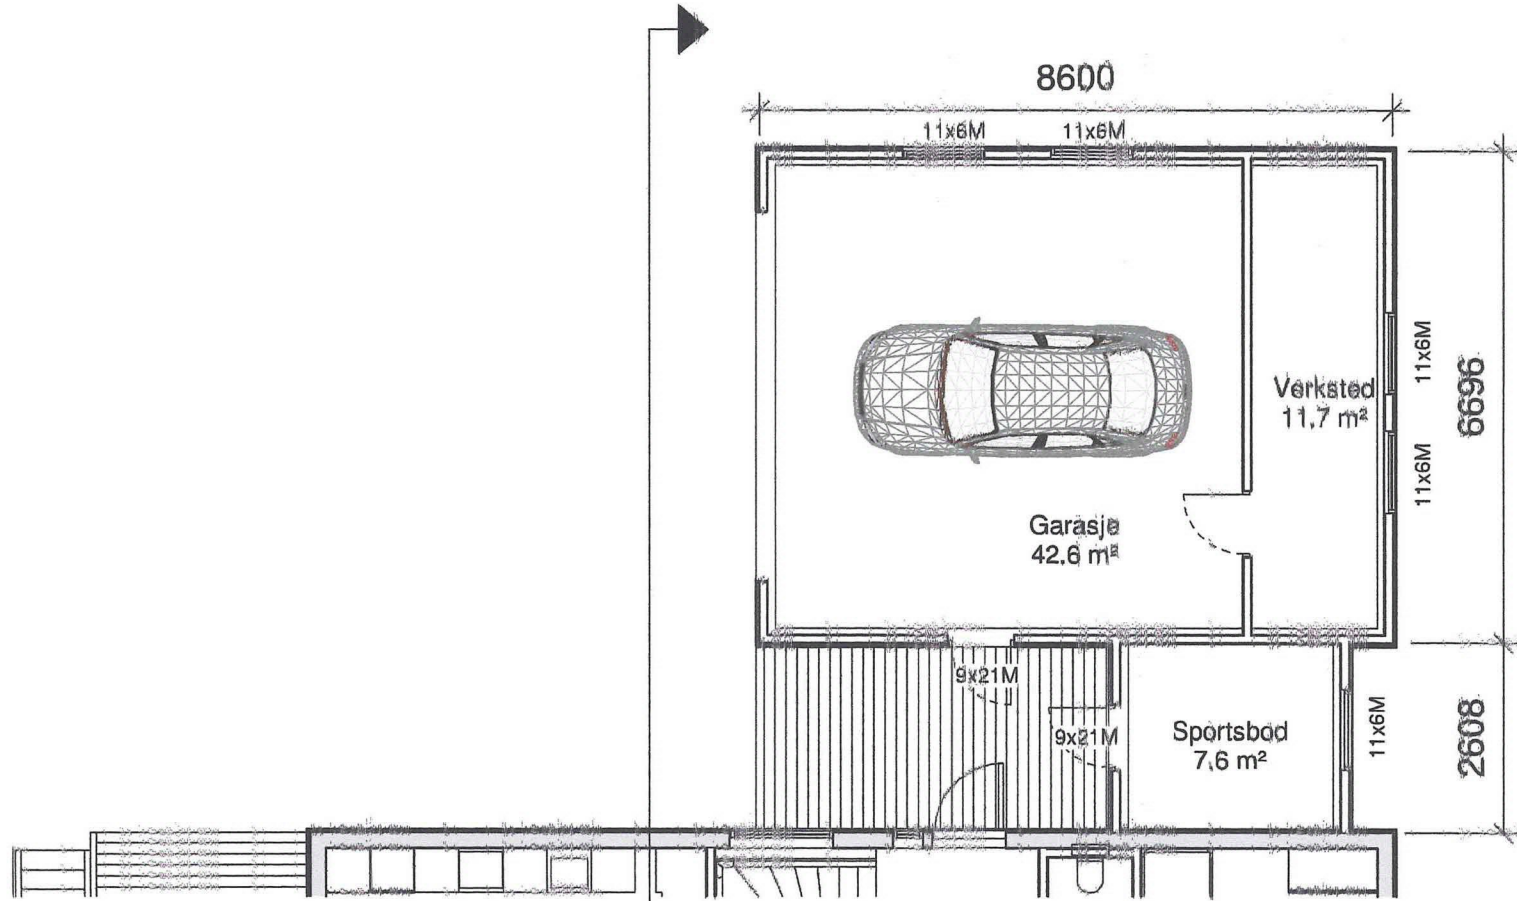 8600
11x6M
11x6M
11x6M
6696
Verksted
11,7 m²
11x6M
Garasje
42,6 m²
9x21M
11x6M
2608
Sportsbod
7,6 m²
9x21M